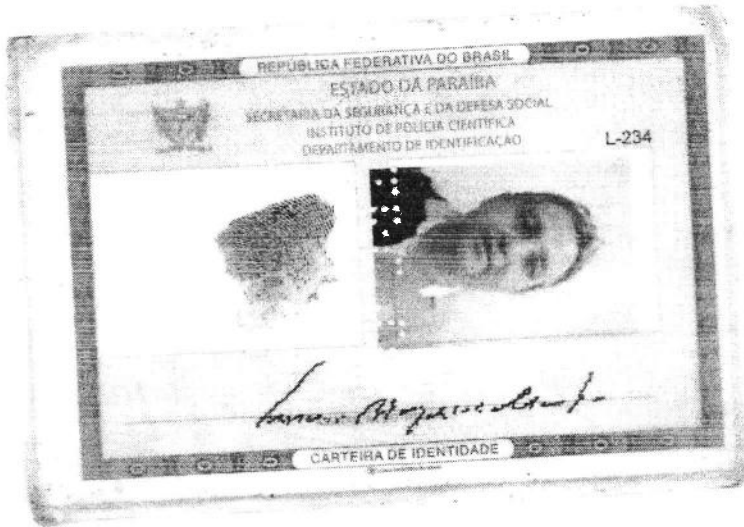 REPÚBLICA FEDERATIVA DO BRASIL
ESTADO DA PARAÍBA
SECRETARIA DA SEGURANÇA E DA DEFESA SOCIAL
INSTITUTO DE POLÍCIA CIENTÍFICA
DEPARTAMENTO DE IDENTIFICAÇÃO
L-234
CARTEIRA DE IDENTIDADE